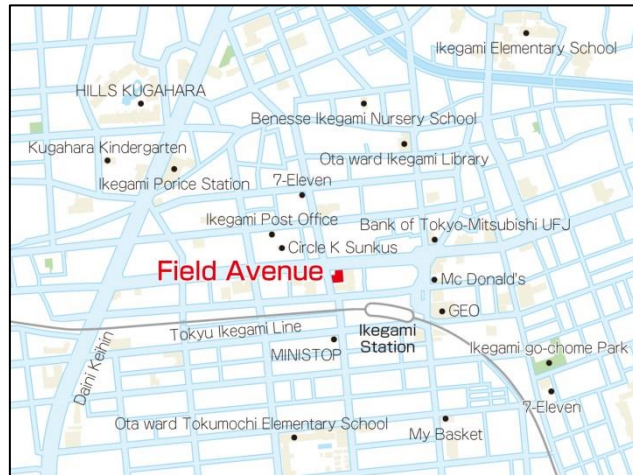 Ikegami Elementary School
HILLS KUGAHARA
Benesse Ikegami Nursery School
Kugahara Kindergarten
Ota ward Ikegami Library
Ikegami Porice Station
7-Eleven
Ikegami Post Office
Bank of Tokyo-Mitsubishi UFJ
Circle K Sunkus
Field Avenue
Mc Donald's
GEO
Tokyu Ikegami Line
Ikegami
Station
MINISTOP
Ikegami go-chome Park
Daini Keihin
7-Eleven
Ota ward Tokumochi Elementary School
My Basket